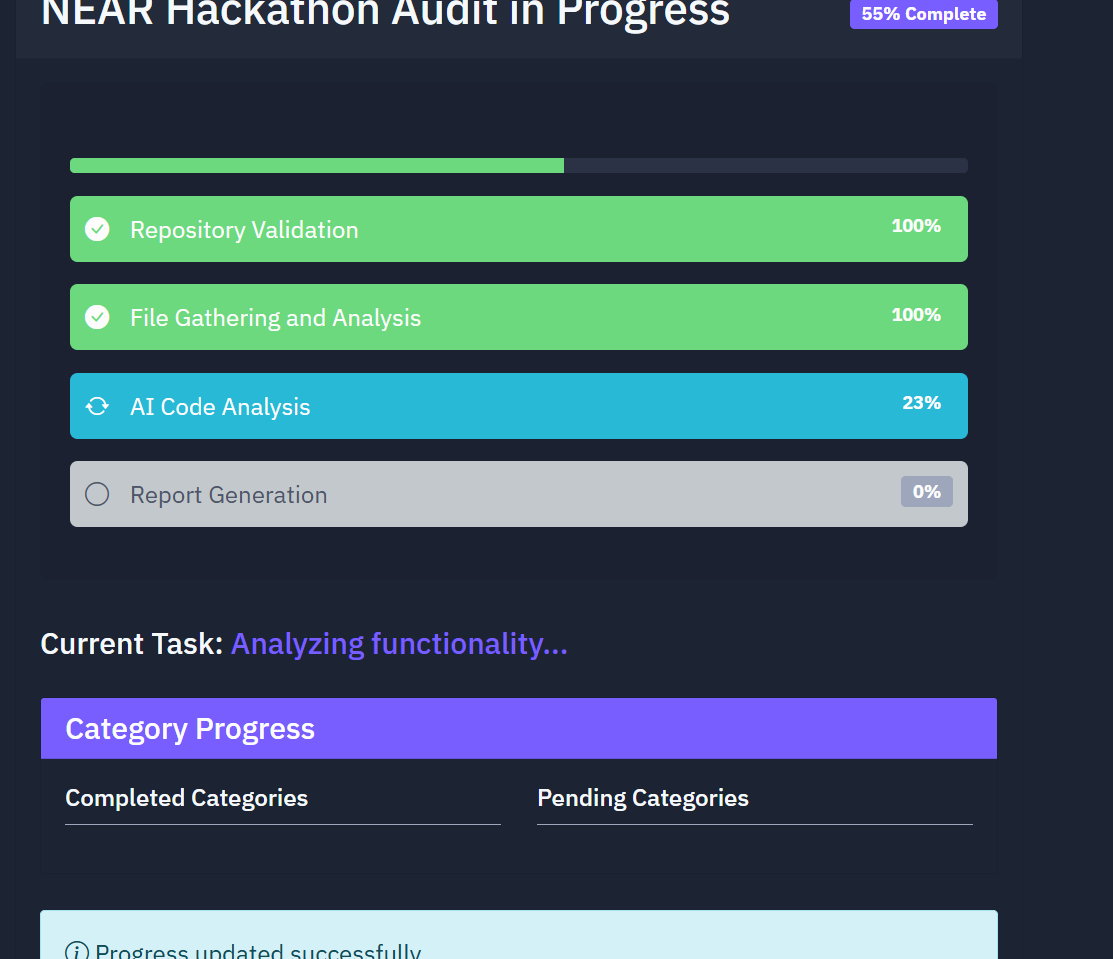 NEAR Hackathon Audit in Progress
55% Complete
Repository Validation
100%
File Gathering and Analysis
100%
AI Code Analysis
23%
Report Generation
0%
Current Task: Analyzing functionality...
Category Progress
Completed Categories
Pending Categories
Progress updated successfully